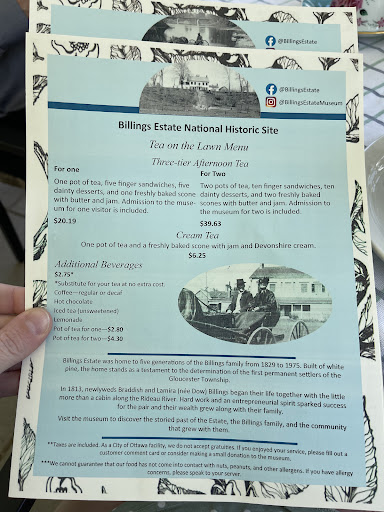 @BillingsEstate
@BillingsEstate
@BillingsEstateMuseum
Billings Estate National Historic Site
Tea on the Lawn Menu
Three-tier Afternoon Tea
For one
One pot of tea, five finger sandwiches, five
dainty desserts, and one freshly baked scone
with butter and jam. Admission to the muse-
um for one visitor is included.
$20.19
For Two
Two pots of tea, ten finger sandwiches, ten
dainty desserts, and two freshly baked
scones with butter and jam. Admission to
the museum for two is included.
$39.63
Cream Tea
One pot of tea and a freshly baked scone with jam and Devonshire cream.
$6.25
Additional Beverages
$2.75*
*Substitute for your tea at no extra cost.
Coffee—regular or decaf
Hot chocolate
Iced tea (unsweetened)
Lemonade
Pot of tea for one—$2.80
Pot of tea for two—$4.30
Billings Estate was home to five generations of the Billings family from 1829 to 1975. Built of white
pine, the home stands as a testament to the determination of the first permanent settlers of the
Gloucester Township.
In 1813, newlyweds Braddish and Lamira (née Dow) Billings began their life together with the little
more than a cabin along the Rideau River. Hard work and an entrepreneurial spirit sparked success
for the pair and their wealth grew along with their family.
Visit the museum to discover the storied past of the Estate, the Billings family, and the community
that grew with them.
**Taxes are included. As a City of Ottawa facility, we do not accept gratuities. If you enjoyed your service, please fill out a
customer comment card or consider making a small donation to the museum.
***We cannot guarantee that our food has not come into contact with nuts, peanuts, and other allergens. If you have allergy
concerns, please speak to your server.